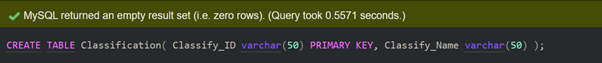 MySQL returned an empty result set (i.e. zero rows). (Query took 0.5571 seconds.)
CREATE TABLE Classification( Classify_ID varchar(50) PRIMARY KEY, Classify_Name varchar(50) );